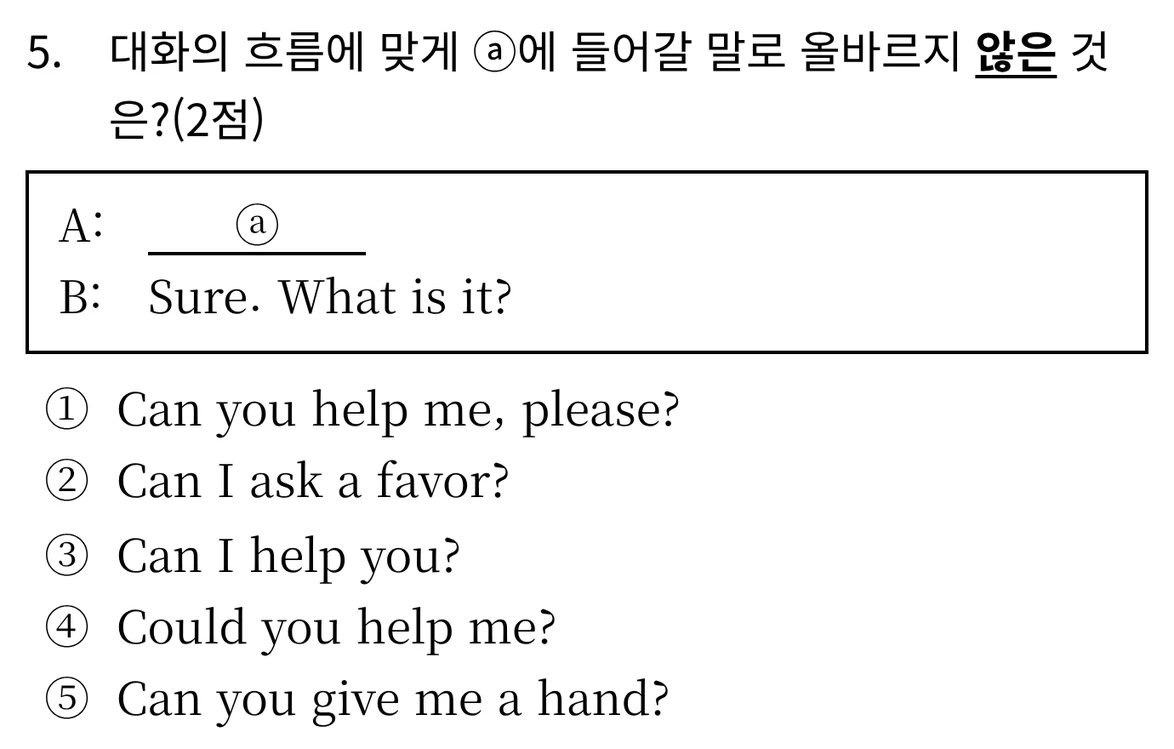 5. 대화의 흐름에 맞게 ⓐ에 들어갈 말로 올바르지 않은 것
은?(2점)
A: ⓐ
B: Sure. What is it?
① Can you help me, please?
② Can I ask a favor?
③ Can I help you?
④ Could you help me?
⑤ Can you give me a hand?